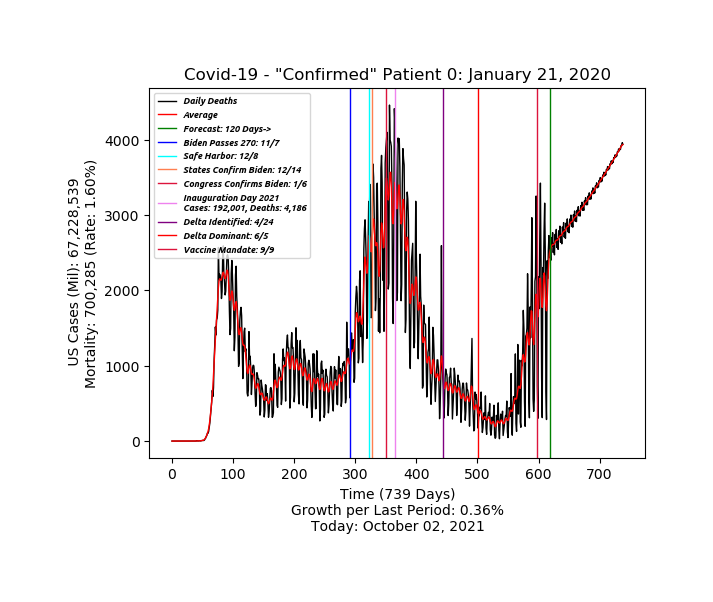 Covid-19 - "Confirmed" Patient 0: January 21, 2020
Daily Deaths
Average
Forecast: 120 Days->
Biden Passes 270: 11/7
Safe Harbor: 12/8
States Confirm Biden: 12/14
Congress Confirms Biden: 1/6
Inauguration Day 2021
Cases: 192,001, Deaths: 4,186
Delta Identified: 4/24
Delta Dominant: 6/5
Vaccine Mandate: 9/9
US Cases (Mil): 67,228,539
Mortality: 700,285 (Rate: 1.60%)
4000
3000
2000
1000
0
0 100 200 300 400 500 600 700
Time (739 Days)
Growth per Last Period: 0.36%
Today: October 02, 2021